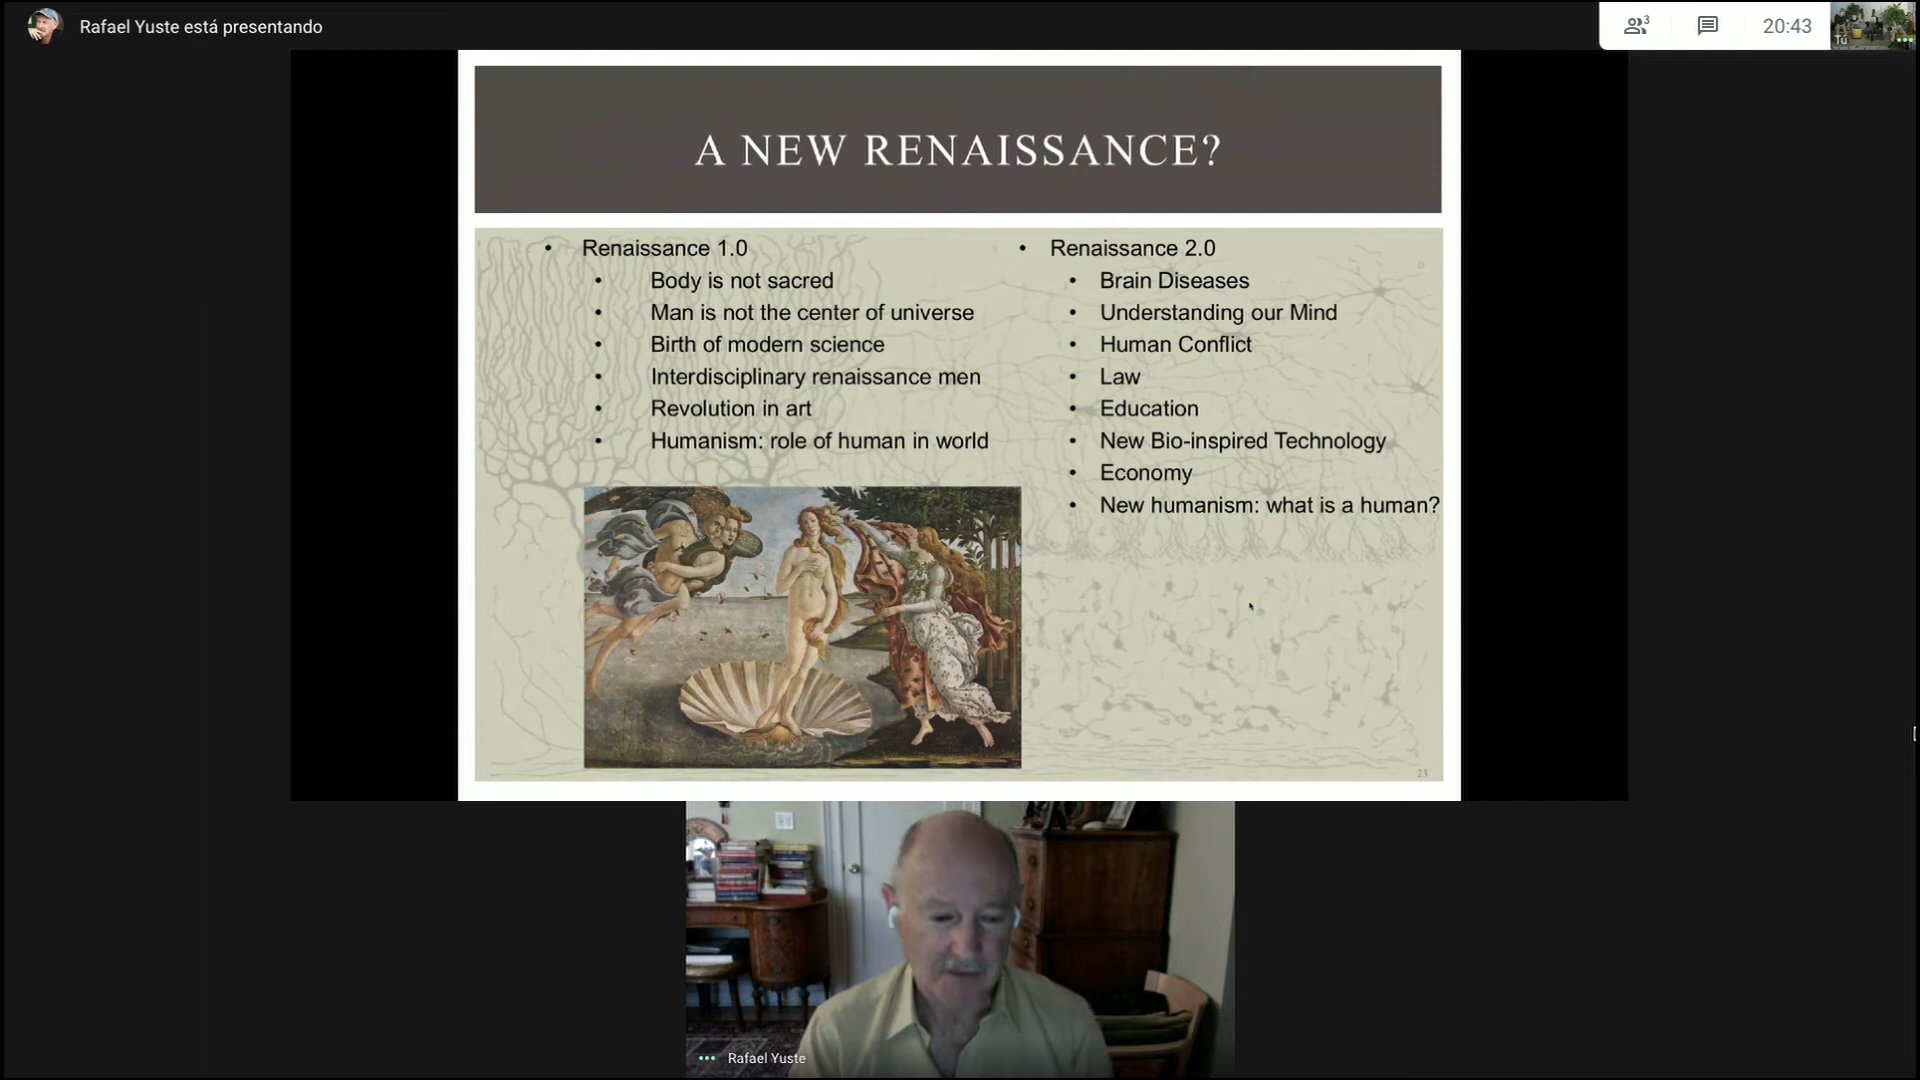 Rafael Yuste está presentando
3
20:43
Tú
A NEW RENAISSANCE?
• Renaissance 1.0
• Body is not sacred
• Man is not the center of universe
• Birth of modern science
• Interdisciplinary renaissance men
• Revolution in art
• Humanism: role of human in world
• Renaissance 2.0
• Brain Diseases
• Understanding our Mind
• Human Conflict
• Law
• Education
• New Bio-inspired Technology
• Economy
• New humanism: what is a human?
23
Rafael Yuste